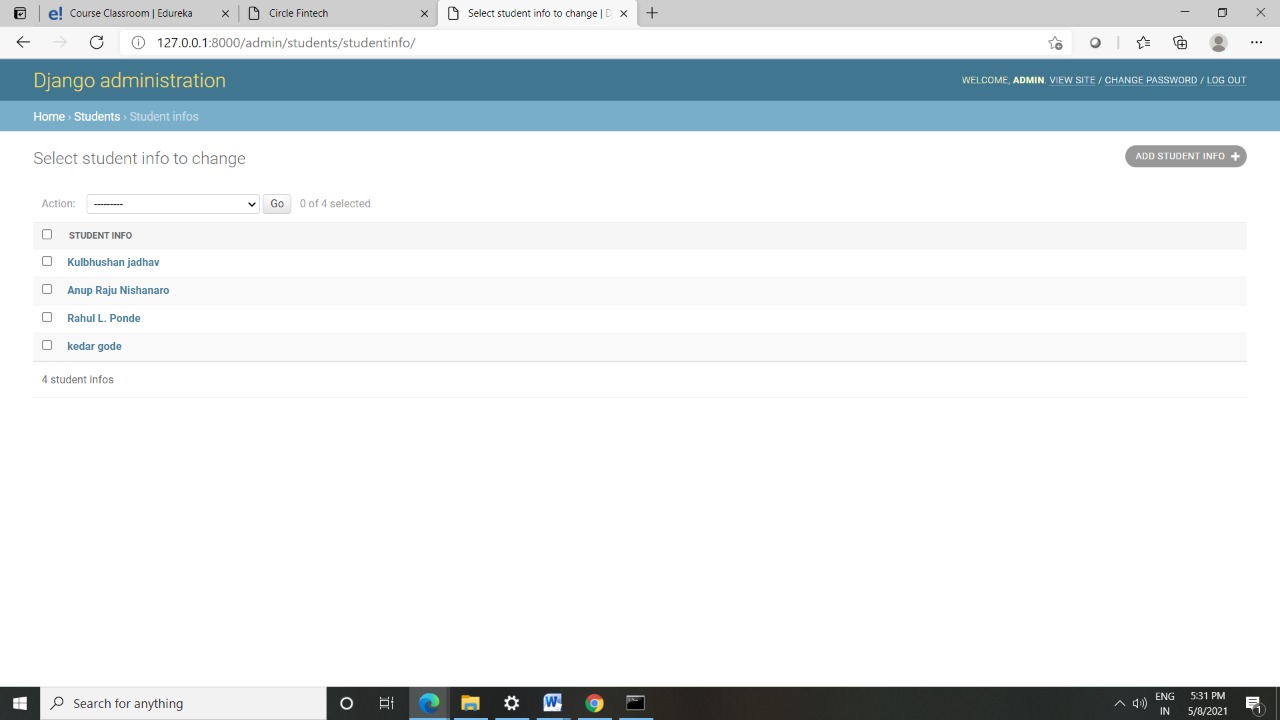 Course Classroom | Edureka
Circle Fintech
Select student info to change | D
127.0.0.1:8000/admin/students/studentinfo/
Django administration
WELCOME, ADMIN. VIEW SITE / CHANGE PASSWORD / LOG OUT
Home › Students › Student infos
Select student info to change
ADD STUDENT INFO +
Action: --------- Go 0 of 4 selected
STUDENT INFO
Kulbhushan jadhav
Anup Raju Nishanaro
Rahul L. Ponde
kedar gode
4 student infos
Search for anything
ENG
IN
5:31 PM
5/8/2021
1